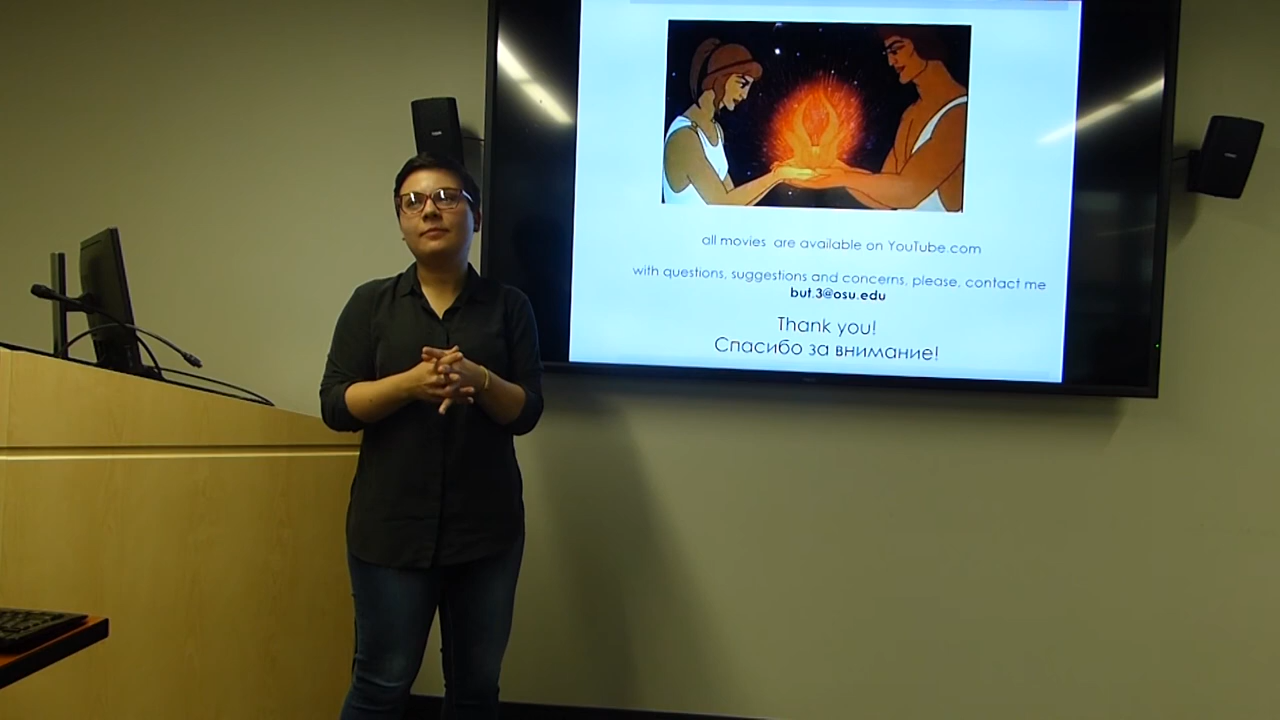 all movies are available on YouTube.com
with questions, suggestions and concerns, please, contact me
but.3@osu.edu
Thank you!
Спасибо за внимание!